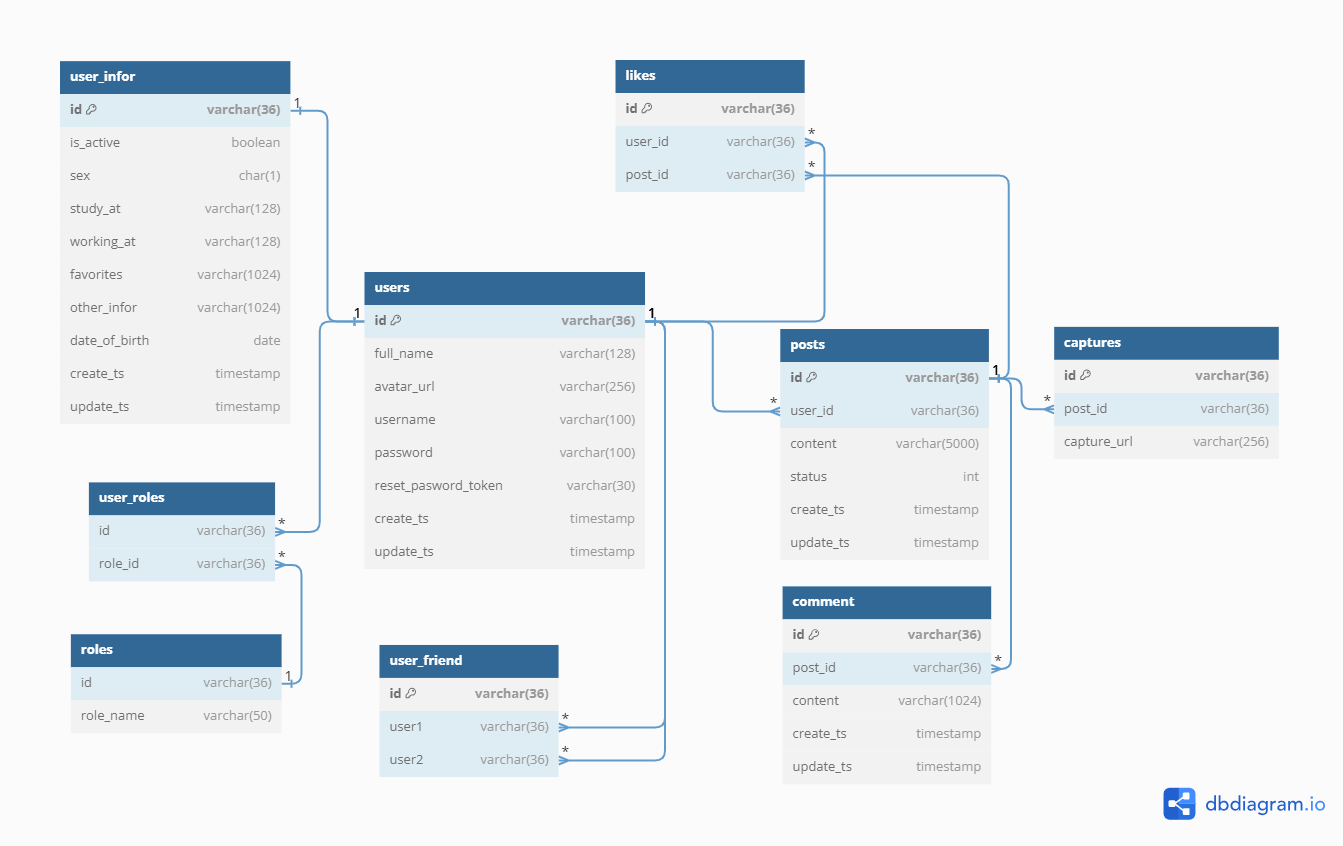 user_infor
id varchar(36)
is_active boolean
sex char(1)
study_at varchar(128)
working_at varchar(128)
favorites varchar(1024)
other_infor varchar(1024)
date_of_birth date
create_ts timestamp
update_ts timestamp
1
likes
id varchar(36)
user_id varchar(36) *
post_id varchar(36) *
users
1 id varchar(36) 1
full_name varchar(128)
avatar_url varchar(256)
username varchar(100)
password varchar(100)
reset_pasword_token varchar(30)
create_ts timestamp
update_ts timestamp
posts
id varchar(36) 1
* user_id varchar(36)
content varchar(5000)
status int
create_ts timestamp
update_ts timestamp
captures
id varchar(36)
* post_id varchar(36)
capture_url varchar(256)
user_roles
id varchar(36) *
role_id varchar(36) *
roles
id varchar(36) 1
role_name varchar(50)
user_friend
id varchar(36)
user1 varchar(36) *
user2 varchar(36) *
comment
id varchar(36)
post_id varchar(36) *
content varchar(1024)
create_ts timestamp
update_ts timestamp
dbdiagram.io